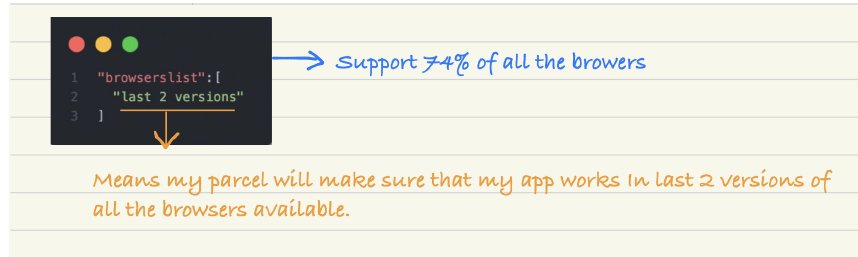 1 "browserslist":[
2 "last 2 versions"
3 ]
Support 74% of all the browers
Means my parcel will make sure that my app works In last 2 versions of
all the browsers available.